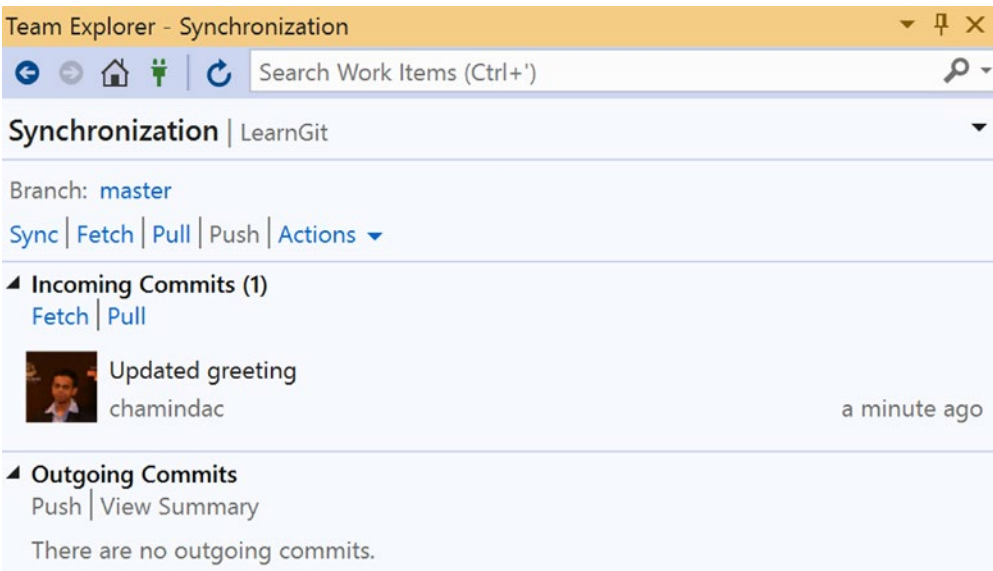 Team Explorer - Synchronization
Search Work Items (Ctrl+')
Synchronization | LearnGit
Branch: master
Sync | Fetch | Pull | Push | Actions
Incoming Commits (1)
Fetch | Pull
Updated greeting
chamindac a minute ago
Outgoing Commits
Push | View Summary
There are no outgoing commits.